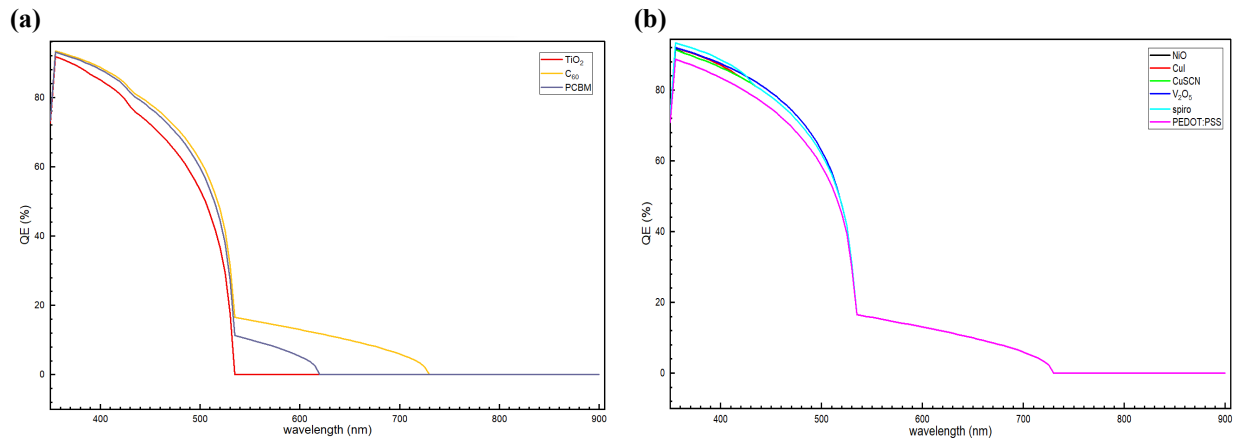 (a)
TiO₂
C₆₀
PCBM
QE (%)
80
60
40
20
0
400
500
600
700
800
900
wavelength (nm)
(b)
NiO
CuI
CuSCN
V₂O₅
spiro
PEDOT:PSS
QE (%)
80
60
40
20
0
400
500
600
700
800
900
wavelength (nm)